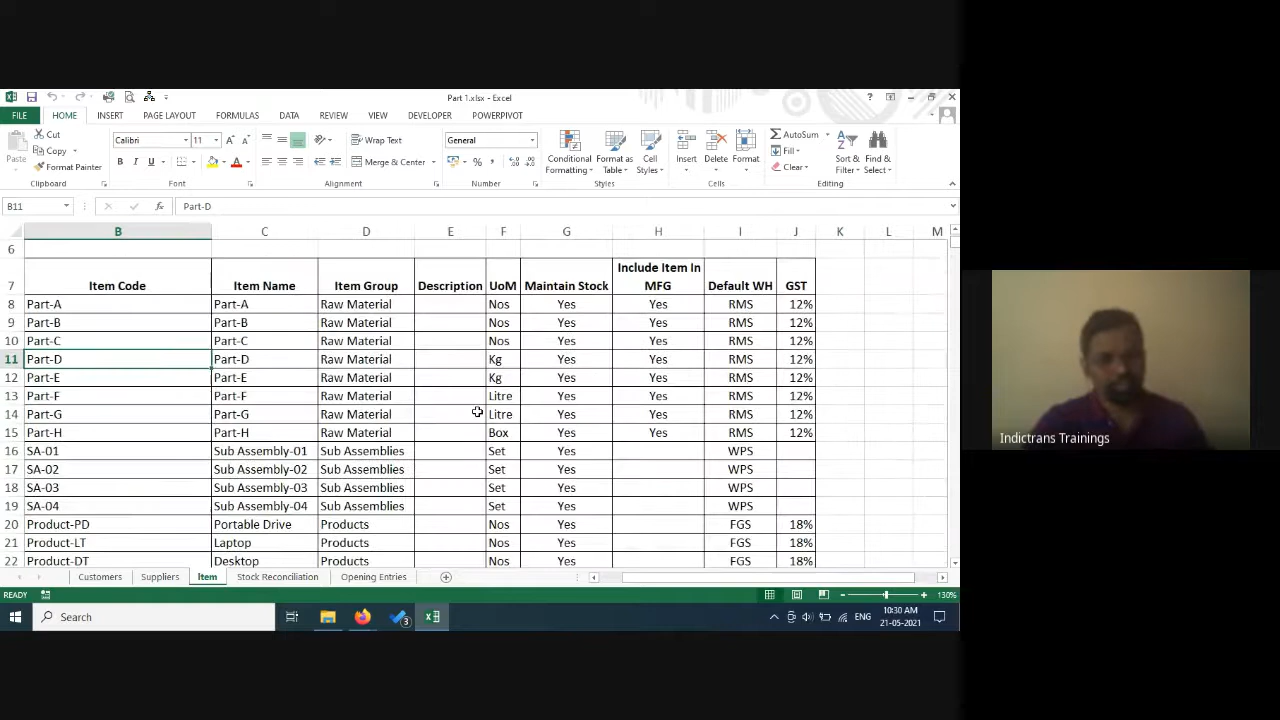 Part 1.xlsx - Excel
FILE HOME INSERT PAGE LAYOUT FORMULAS DATA REVIEW VIEW DEVELOPER POWERPIVOT
Paste Cut Copy Format Painter Clipboard
Calibri 11 B I U A Font
Wrap Text Merge & Center Alignment
General % Number
Conditional Formatting Format as Table Cell Styles Styles
Insert Delete Format Cells
AutoSum Fill Clear Sort & Filter Find & Select Editing
B11 fx Part-D
B C D E F G H I J K L M
6
7 Item Code Item Name Item Group Description UoM Maintain Stock Include Item In MFG Default WH GST
8 Part-A Part-A Raw Material Nos Yes Yes RMS 12%
9 Part-B Part-B Raw Material Nos Yes Yes RMS 12%
10 Part-C Part-C Raw Material Nos Yes Yes RMS 12%
11 Part-D Part-D Raw Material Kg Yes Yes RMS 12%
12 Part-E Part-E Raw Material Kg Yes Yes RMS 12%
13 Part-F Part-F Raw Material Litre Yes Yes RMS 12%
14 Part-G Part-G Raw Material Litre Yes Yes RMS 12%
15 Part-H Part-H Raw Material Box Yes Yes RMS 12%
16 SA-01 Sub Assembly-01 Sub Assemblies Set Yes WPS
17 SA-02 Sub Assembly-02 Sub Assemblies Set Yes WPS
18 SA-03 Sub Assembly-03 Sub Assemblies Set Yes WPS
19 SA-04 Sub Assembly-04 Sub Assemblies Set Yes WPS
20 Product-PD Portable Drive Products Nos Yes FGS 18%
21 Product-LT Laptop Products Nos Yes FGS 18%
22 Product-DT Desktop Products Nos Yes FGS 18%
Customers Suppliers Item Stock Reconciliation Opening Entries
READY 130%
Search 3 ENG 10:30 AM
21-05-2021
Indictrans Trainings